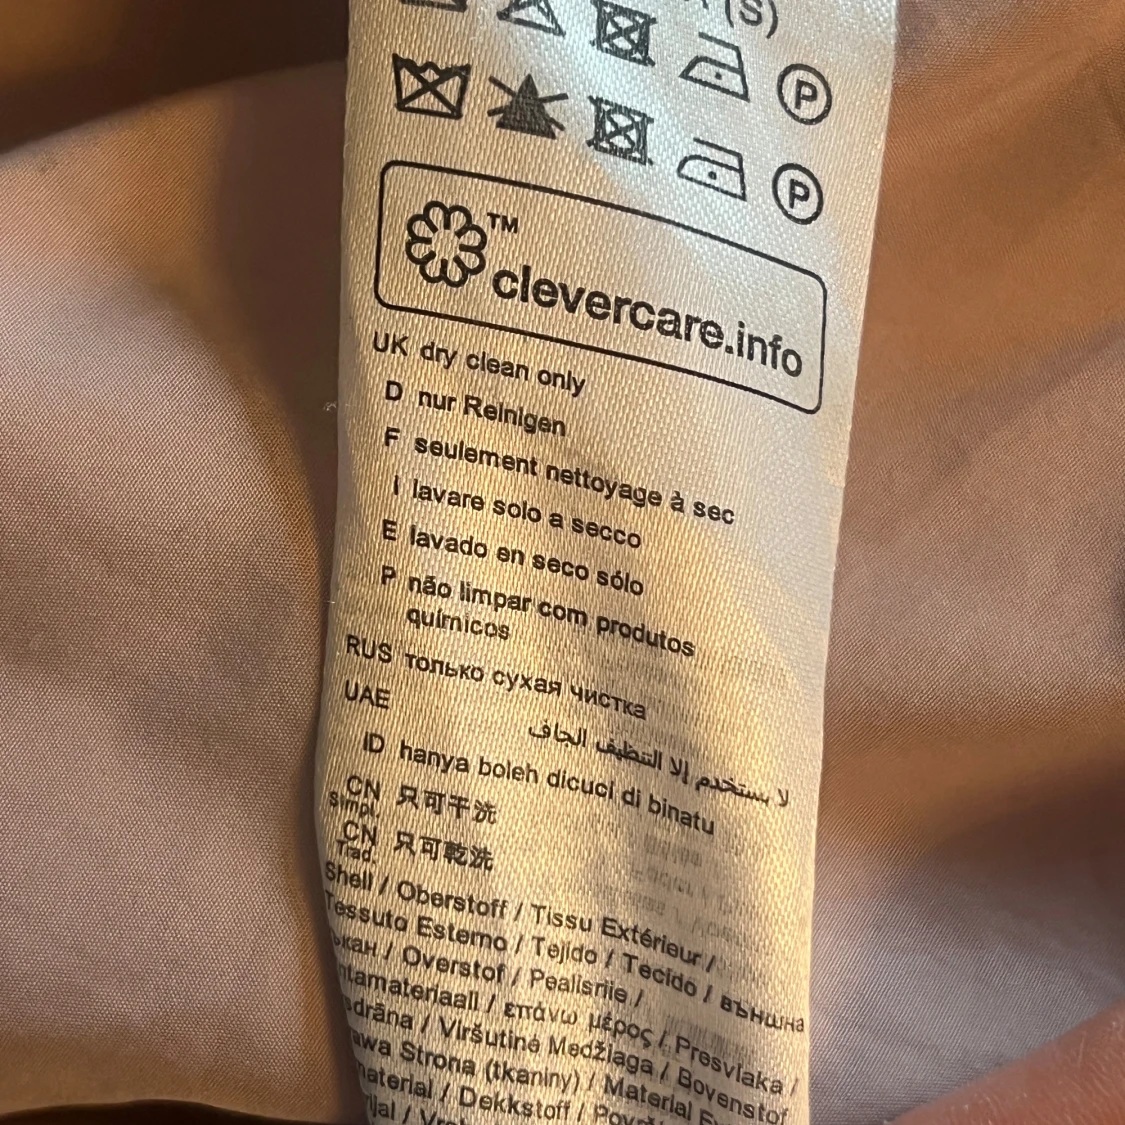 (S)
P
P
TM
clevercare.info
UK dry clean only
D nur Reinigen
F seulement nettoyage à sec
I lavare solo a secco
E lavado en seco sólo
P não limpar com produtos
químicos
RUS только сухая чистка
UAE لا يستخدم إلا التنظيف الجاف
ID hanya boleh dicuci di binatu
CN Simpl. 只可干洗
CN Trad. 只可乾洗
Shell / Oberstoff / Tissu Extérieur /
Tessuto Esterno / Tejido / Tecido / външна
/ Overstof / Pealisriie /
/ επάνω μέρος / Presvlaka /
/ Viršutinė Medžiaga / Bovenstof
Strona (tkaniny) / Material
/ Dekkstoff /